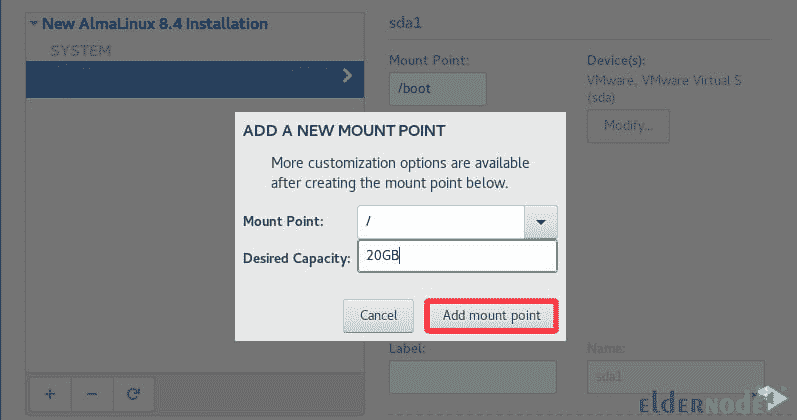 New AlmaLinux 8.4 Installation
SYSTEM
sda1
Mount Point:
/boot
Device(s):
VMware, VMware Virtual S
(sda)
Modify...
ADD A NEW MOUNT POINT
More customization options are available
after creating the mount point below.
Mount Point:
/
Desired Capacity:
20GB
Cancel
Add mount point
Label:
Name:
sda1
elderNode